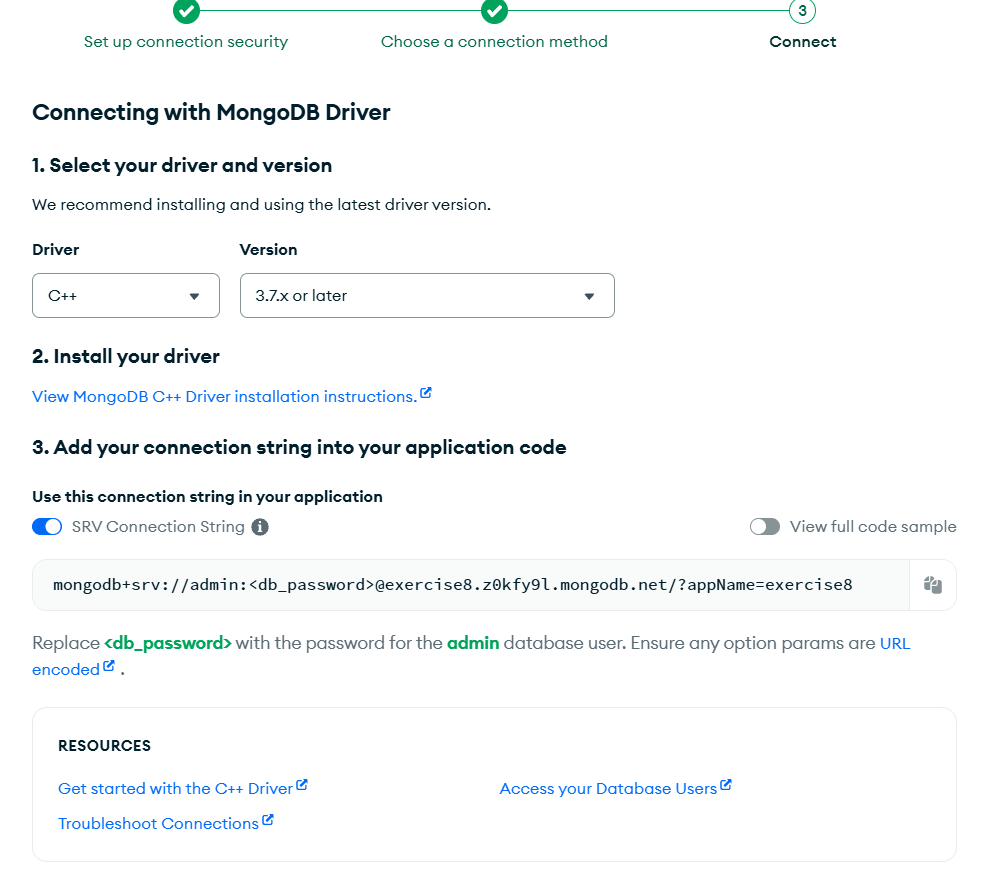 3
Set up connection security
Choose a connection method
Connect
Connecting with MongoDB Driver
1. Select your driver and version
We recommend installing and using the latest driver version.
Driver
Version
C++
3.7.x or later
2. Install your driver
View MongoDB C++ Driver installation instructions.
3. Add your connection string into your application code
Use this connection string in your application
SRV Connection String
View full code sample
mongodb+srv://admin:<db_password>@exercise8.z0kfy9l.mongodb.net/?appName=exercise8
Replace <db_password> with the password for the admin database user. Ensure any option params are URL
encoded .
RESOURCES
Get started with the C++ Driver
Access your Database Users
Troubleshoot Connections